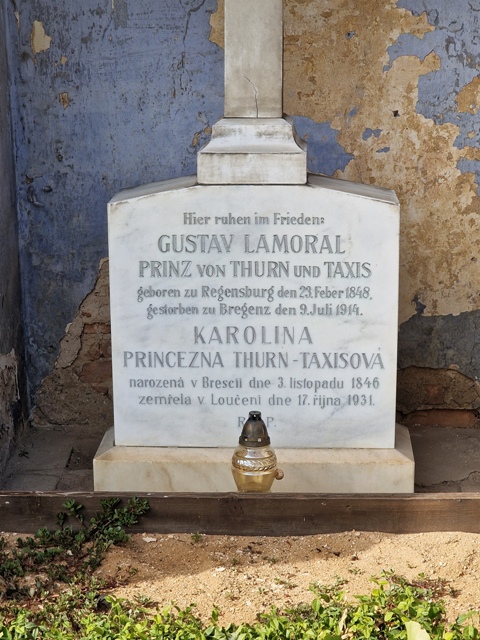 Hier ruhen im Frieden:
GUSTAV LAMORAL
PRINZ VON THURN UND TAXIS
geboren zu Regensburg den 23. Feber 1848,
gestorben zu Bregenz den 9. Juli 1914.
KAROLINA
PRINCEZNA THURN-TAXISOVÁ
narozená v Brescii dne 3. listopadu 1846
zemřela v Loučeni dne 17. října 1931.